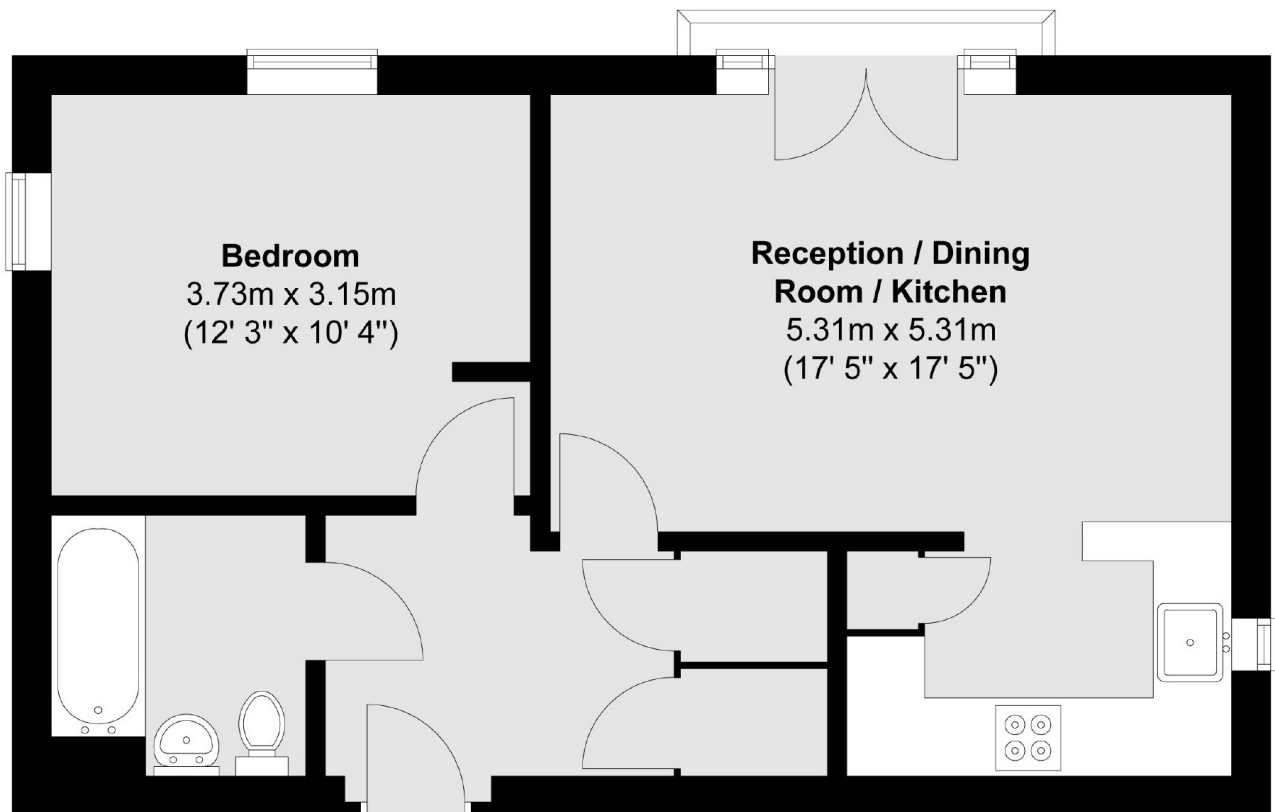 Bedroom
3.73m x 3.15m
(12' 3" x 10' 4")
Reception / Dining
Room / Kitchen
5.31m x 5.31m
(17' 5" x 17' 5")